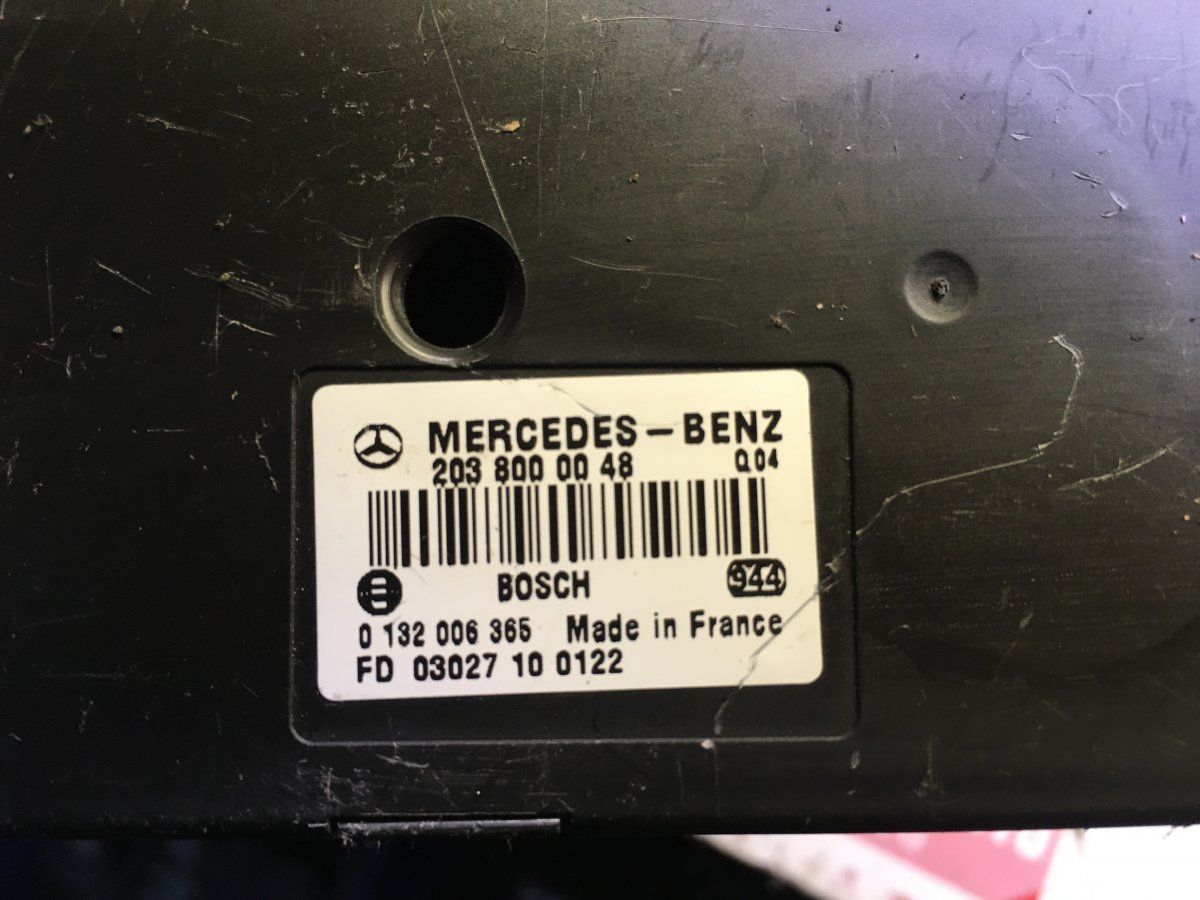 MERCEDES-BENZ
203 800 00 48 Q04
BOSCH 944
0 132 006 365 Made in France
FD 03027 10 0122